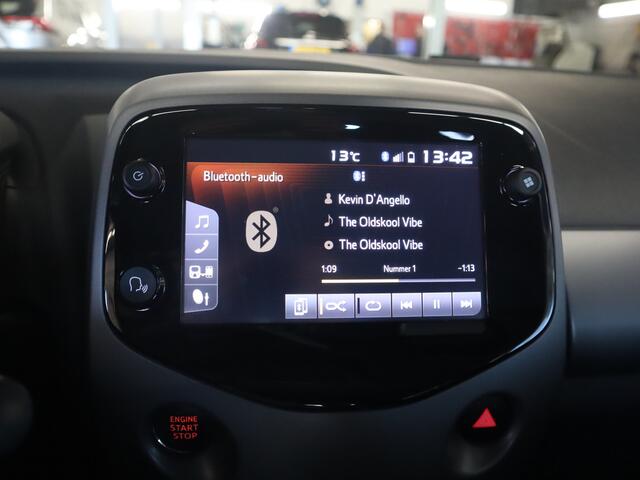 13°C 13:42
Bluetooth-audio
Kevin D'Angello
The Oldskool Vibe
The Oldskool Vibe
1:09 Nummer 1 -1:13
ENGINE
START
STOP